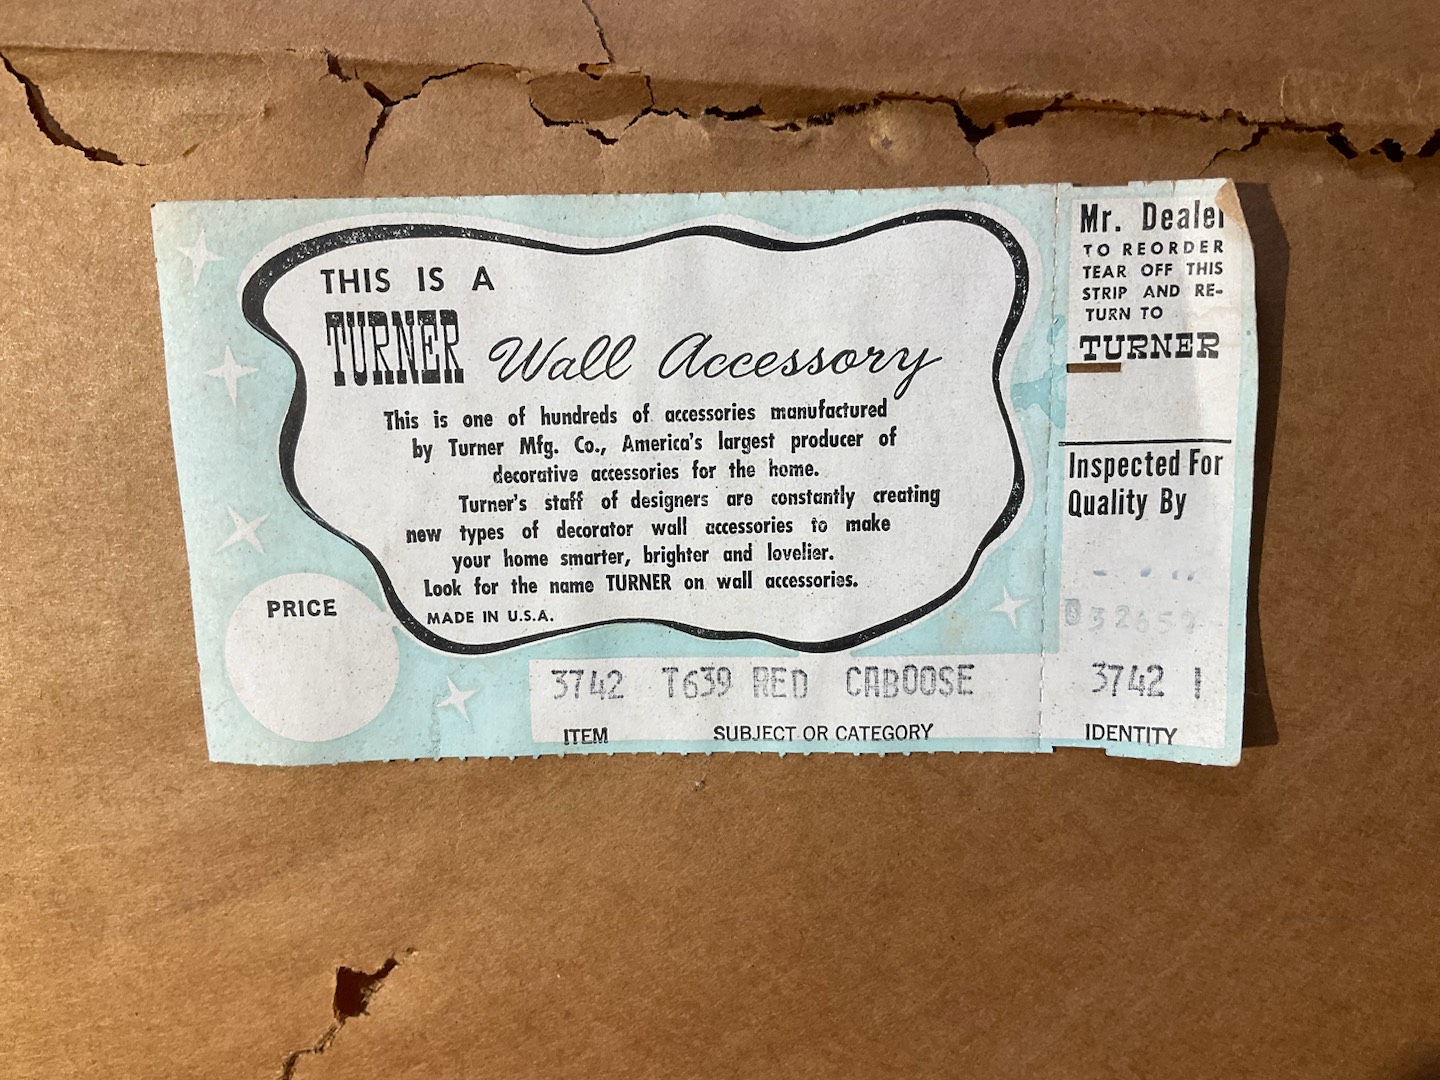 THIS IS A
TURNER Wall Accessory
This is one of hundreds of accessories manufactured
by Turner Mfg. Co., America's largest producer of
decorative accessories for the home.
Turner's staff of designers are constantly creating
new types of decorator wall accessories to make
your home smarter, brighter and lovelier.
Look for the name TURNER on wall accessories.
MADE IN U.S.A.
PRICE
3742 T639 RED CABOOSE
ITEM SUBJECT OR CATEGORY
Mr. Dealer
TO REORDER
TEAR OFF THIS
STRIP AND RE-
TURN TO
TURNER
Inspected For
Quality By
3742 1
IDENTITY